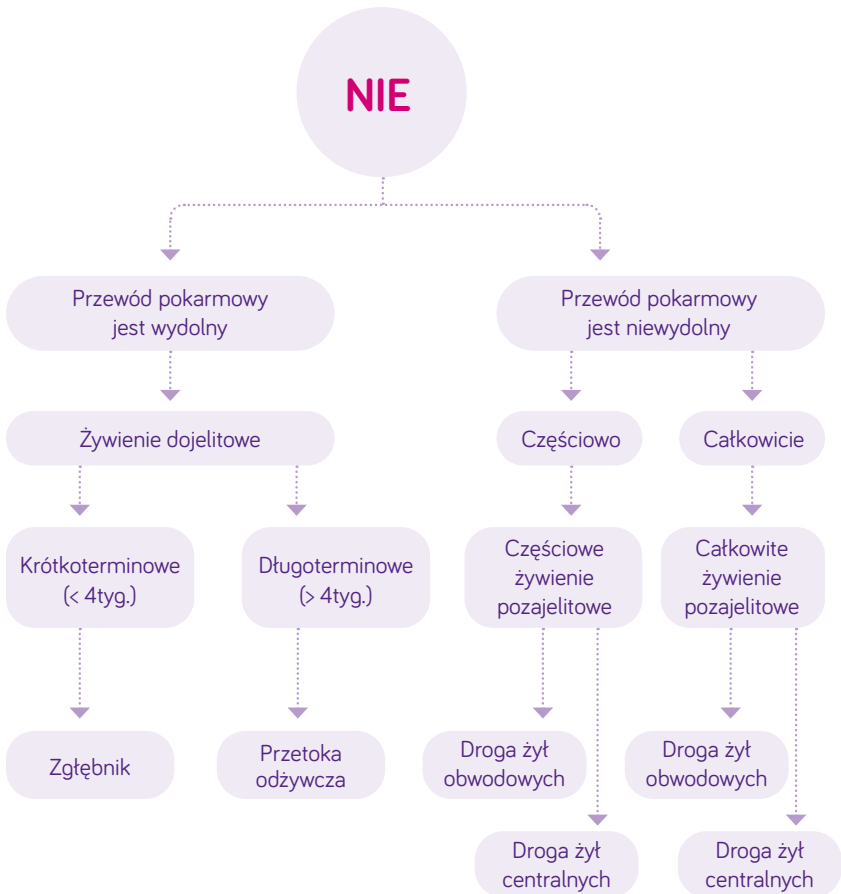 NIE
Przewód pokarmowy
jest wydolny
Przewód pokarmowy
jest niewydolny
Żywienie dojelitowe
Częściowo
Całkowicie
Krótkoterminowe
(< 4tyg.)
Długoterminowe
(> 4tyg.)
Częściowe
żywienie
pozajelitowe
Całkowite
żywienie
pozajelitowe
Zgłębnik
Przetoka
odżywcza
Droga żył
obwodowych
Droga żył
obwodowych
Droga żył
centralnych
Droga żył
centralnych